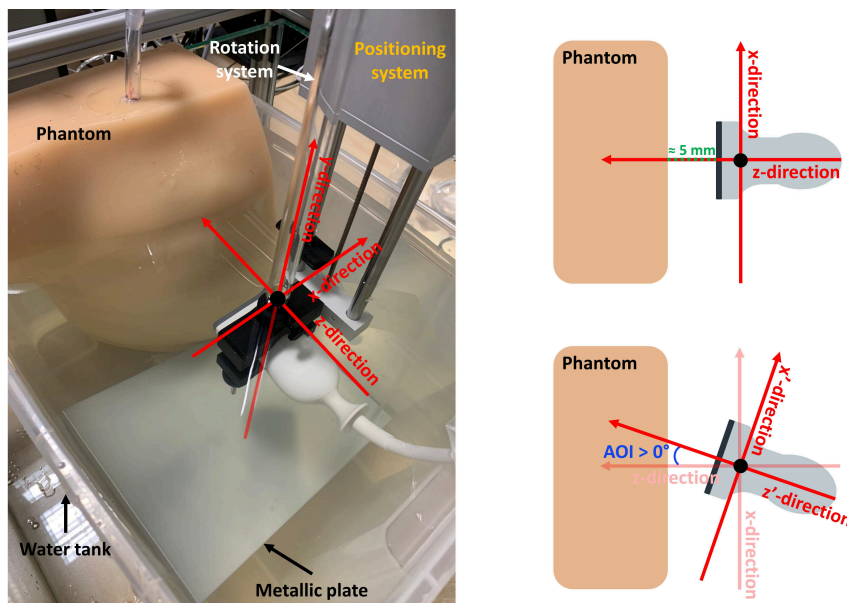 Rotation
system
Positioning
system
Phantom
y-direction
x-direction
z-direction
Water tank
Metallic plate
Phantom
x-direction
≈ 5 mm
z-direction
Phantom
x'-direction
AOI > 0°
z-direction
z'-direction
x-direction